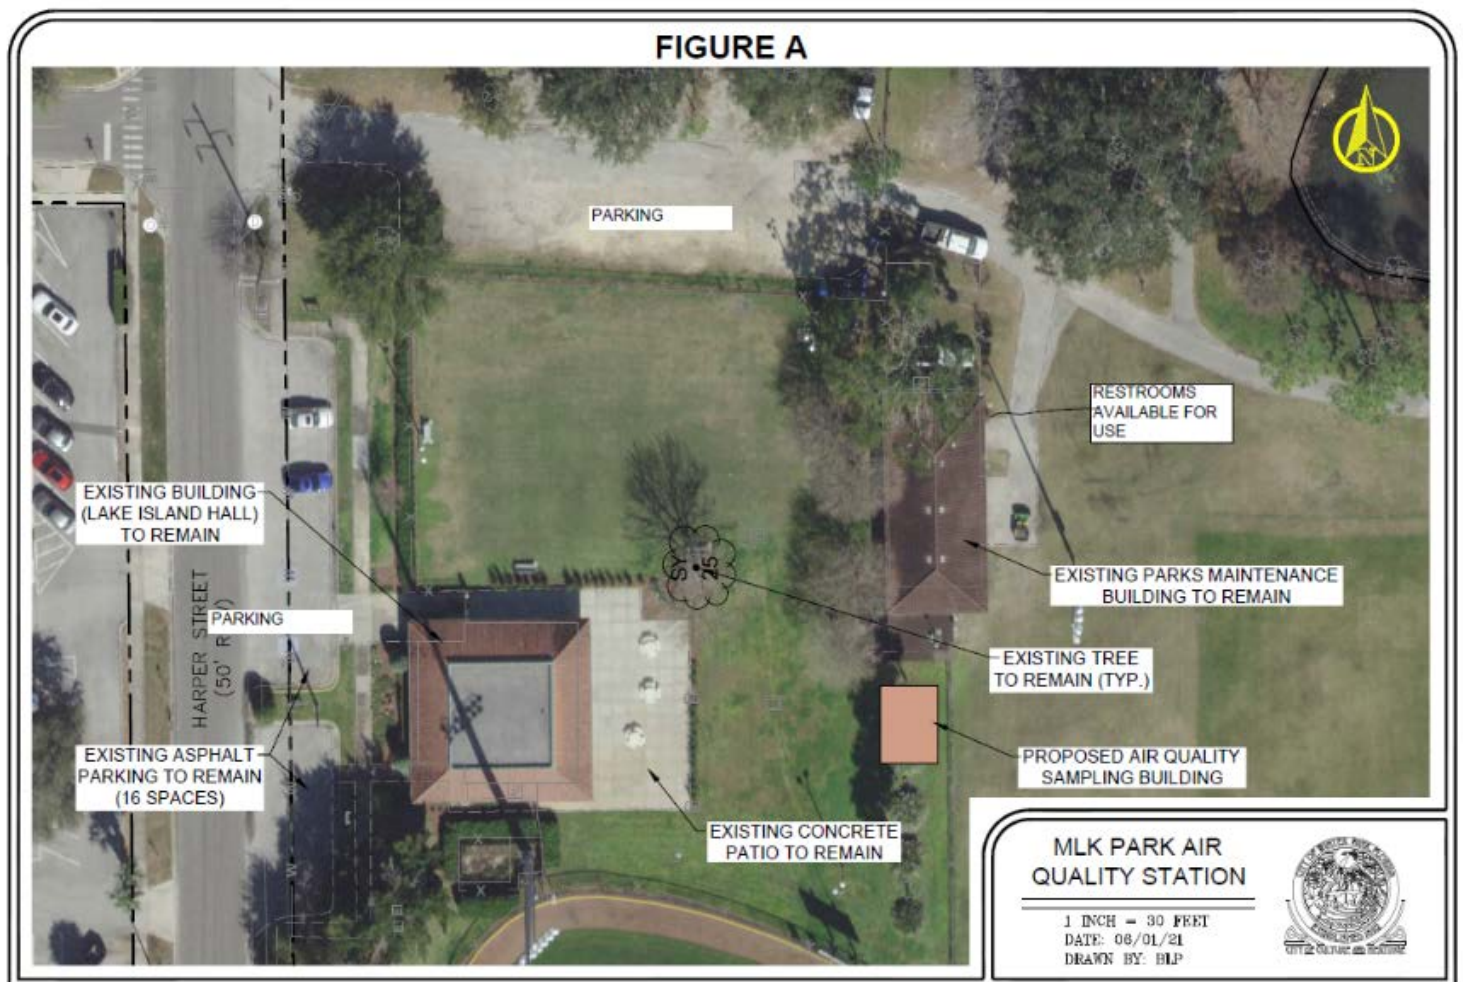 FIGURE A
N
PARKING
RESTROOMS
AVAILABLE FOR
USE
EXISTING BUILDING
(LAKE ISLAND HALL)
TO REMAIN
SY
25
EXISTING PARKS MAINTENANCE
BUILDING TO REMAIN
HARPER STREET
PARKING
EXISTING TREE
TO REMAIN (TYP.)
EXISTING ASPHALT
PARKING TO REMAIN
(16 SPACES)
PROPOSED AIR QUALITY
SAMPLING BUILDING
EXISTING CONCRETE
PATIO TO REMAIN
MLK PARK AIR
QUALITY STATION
1 INCH = 30 FEET
DATE: 06/01/21
DRAWN BY: BLP